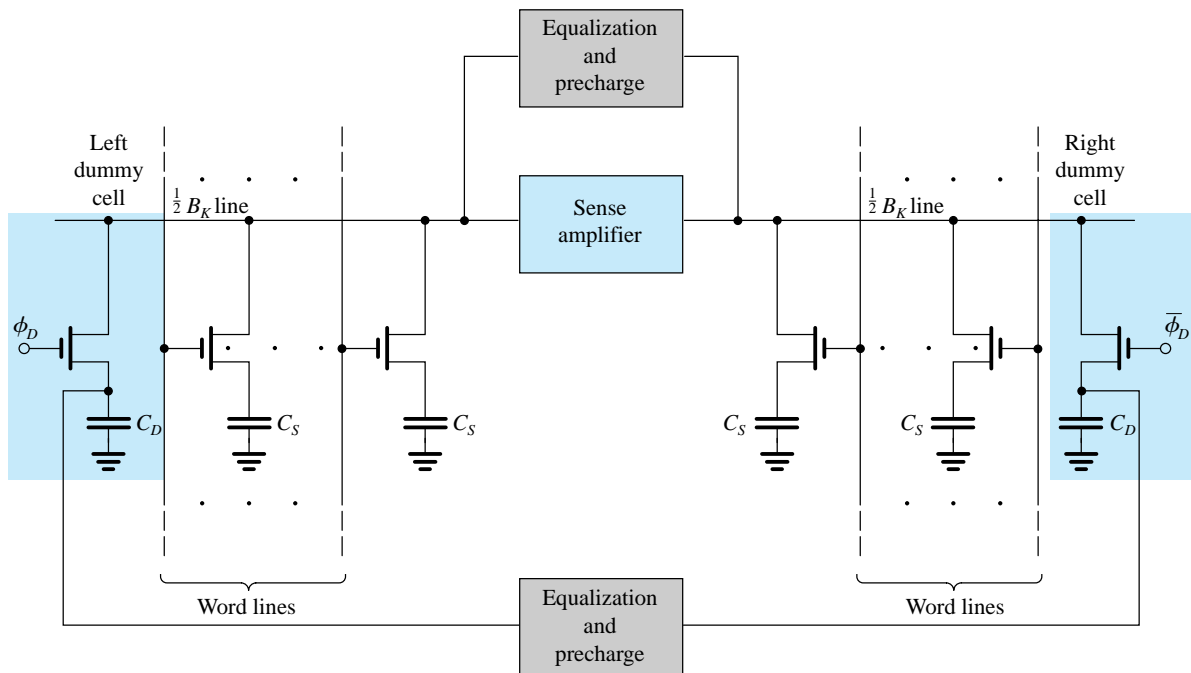 Equalization
and
precharge
Left
dummy
cell
Right
dummy
cell
. . .
. . .
½ B_K line
½ B_K line
Sense
amplifier
ϕ_D
ϕ̅_D
. . .
. . .
C_D
C_S
C_S
C_S
C_S
C_D
. . .
. . .
Word lines
Word lines
Equalization
and
precharge